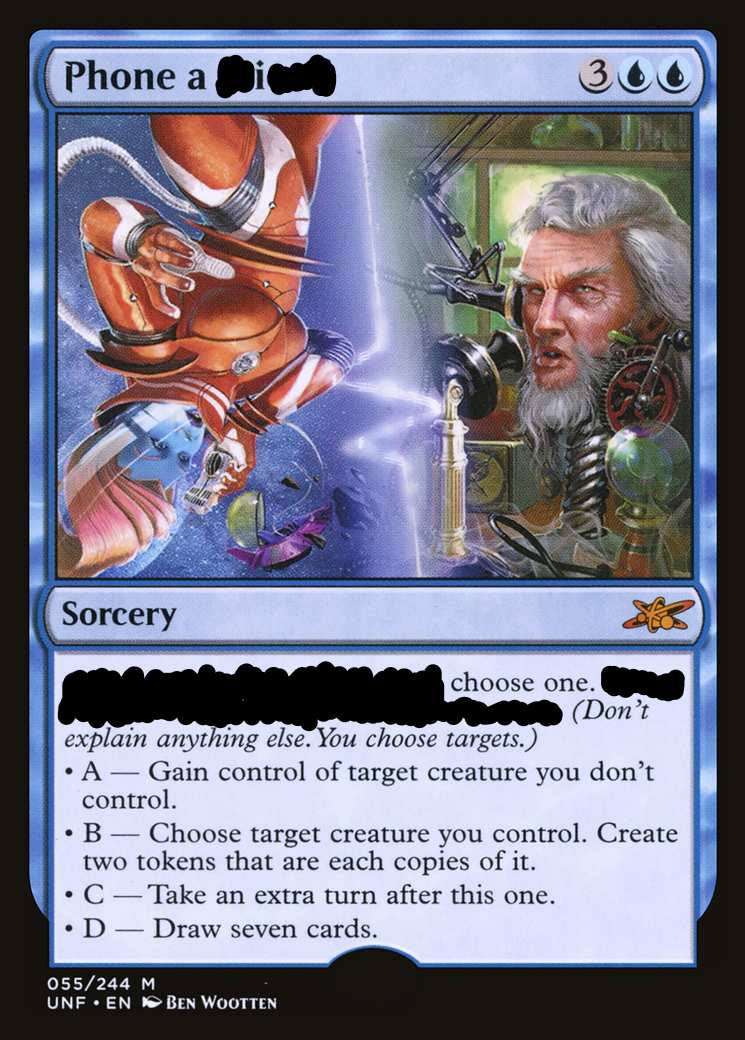 Phone a
3
Sorcery
choose one.
(Don't
explain anything else. You choose targets.)
• A — Gain control of target creature you don't
control.
• B — Choose target creature you control. Create
two tokens that are each copies of it.
• C — Take an extra turn after this one.
• D — Draw seven cards.
055/244 M
UNF • EN Ben Wootten